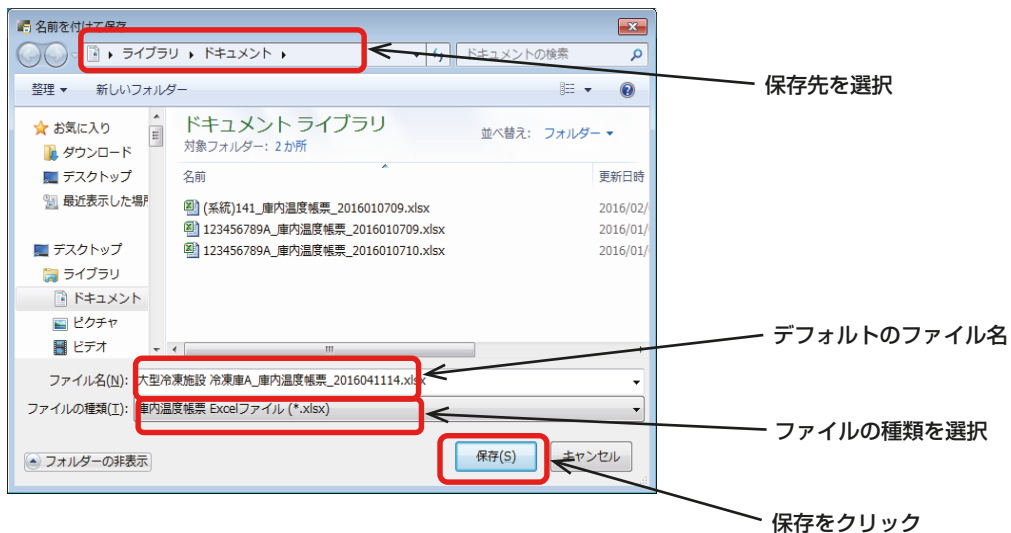 名前を付けて保存
ライブラリ ドキュメント
ドキュメントの検索
保存先を選択
整理 新しいフォルダー
お気に入り
ダウンロード
デスクトップ
最近表示した場所
デスクトップ
ライブラリ
ドキュメント
ピクチャ
ビデオ
ドキュメント ライブラリ
対象フォルダー: 2 か所
並べ替え: フォルダー
名前 更新日時
(系統)141_庫内温度帳票_2016010709.xlsx 2016/02/
123456789A_庫内温度帳票_2016010709.xlsx 2016/01/
123456789A_庫内温度帳票_2016010710.xlsx 2016/01/
デフォルトのファイル名
ファイル名(N): 大型冷凍施設 冷凍庫A_庫内温度帳票_2016041114.xlsx
ファイルの種類(T): 庫内温度帳票 Excelファイル (*.xlsx)
ファイルの種類を選択
フォルダーの非表示
保存(S) キャンセル
保存をクリック